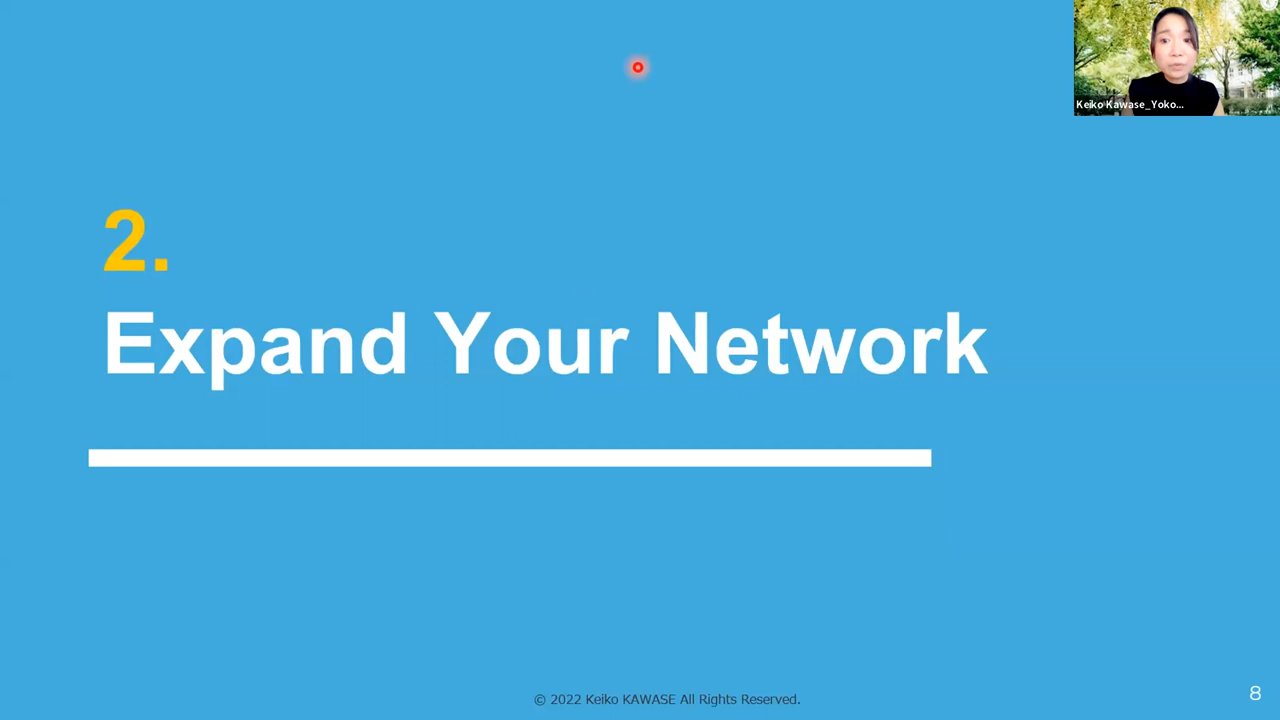 Keiko Kawase_Yoko...
2.
Expand Your Network
© 2022 Keiko KAWASE All Rights Reserved.
8